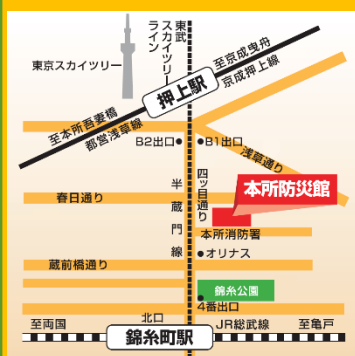 東武
スカイツリー
ライン
東京スカイツリー
至京成曳舟
京成押上線
押上駅
至本所吾妻橋
都営浅草線
B2出口
B1出口
浅草通り
四ツ目通り
半蔵門線
春日通り
本所防災館
本所消防署
オリナス
蔵前橋通り
錦糸公園
4番出口
北口
至両国
錦糸町駅
JR総武線
至亀戸